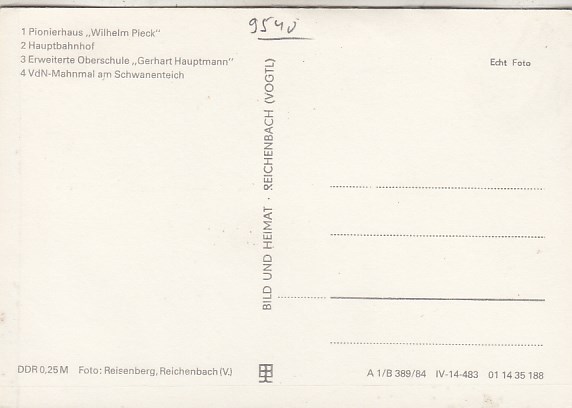 9540
1 Pionierhaus „Wilhelm Pieck"
2 Hauptbahnhof
3 Erweiterte Oberschule „Gerhart Hauptmann"
4 VdN-Mahnmal am Schwanenteich
Echt Foto
BILD UND HEIMAT · REICHENBACH (VOGTL)
DDR 0,25 M Foto: Reisenberg, Reichenbach (V.)
A 1/B 389/84 IV-14-483 01 14 35 188